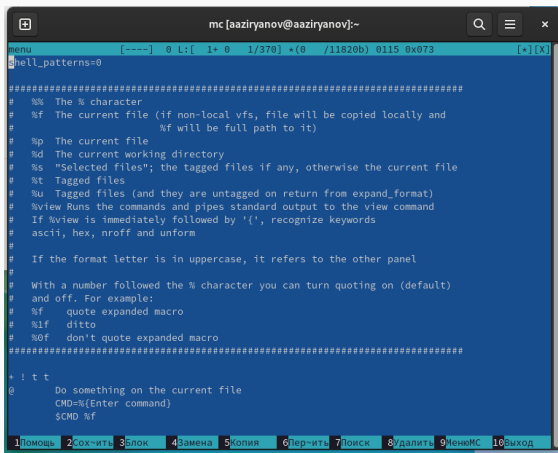 mc [aaziryanov@aaziryanov]:~
menu [----] 0 L:[ 1+ 0 1/370] *(0 /11820b) 0115 0x073 [*][X]
shell_patterns=0
################################################################################
# %% The % character
# %f The current file (if non-local vfs, file will be copied locally and
# %f will be full path to it)
# %p The current file
# %d The current working directory
# %s "Selected files"; the tagged files if any, otherwise the current file
# %t Tagged files
# %u Tagged files (and they are untagged on return from expand_format)
# %view Runs the commands and pipes standard output to the view command
# If %view is immediately followed by '{', recognize keywords
# ascii, hex, nroff and unform
#
# If the format letter is in uppercase, it refers to the other panel
#
# With a number followed the % character you can turn quoting on (default)
# and off. For example:
# %f quote expanded macro
# %1f ditto
# %0f don't quote expanded macro
################################################################################
+ ! t t
@ Do something on the current file
CMD=%{Enter command}
$CMD %f
1Помощь 2Сох~ить 3Блок 4Замена 5Копия 6Пер~ить 7Поиск 8Удалить 9МенюMC 10Выход